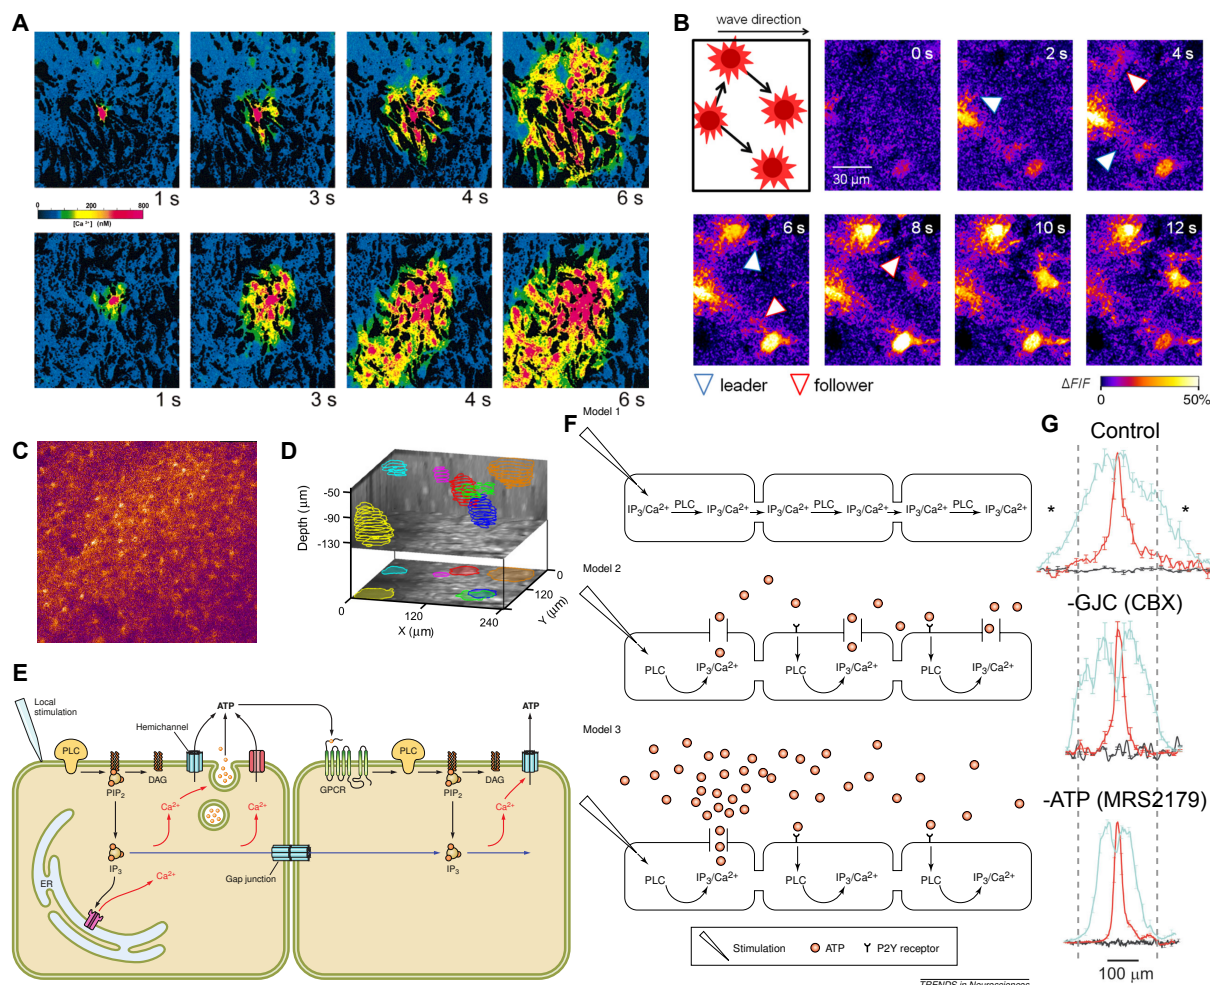 A
1 s
3 s
4 s
6 s
0 200 800
[Ca ²⁺] (nM)
1 s
3 s
4 s
6 s
B
wave direction
0 s
2 s
4 s
30 µm
6 s
8 s
10 s
12 s
leader
follower
ΔF/F
0
50%
C
D
Depth (µm)
-50
-90
-130
0
120
240
X (µm)
0
120
Y (µm)
E
Local
stimulation
PLC
PIP₂
DAG
Hemichannel
ATP
Ca²⁺
Ca²⁺
IP₃
Ca²⁺
ER
GPCR
PLC
PIP₂
DAG
ATP
Ca²⁺
IP₃
Gap junction
F
Model 1
IP₃/Ca²⁺ PLC IP₃/Ca²⁺ IP₃/Ca²⁺ PLC IP₃/Ca²⁺ IP₃/Ca²⁺ PLC IP₃/Ca²⁺
Model 2
PLC IP₃/Ca²⁺ PLC IP₃/Ca²⁺ PLC IP₃/Ca²⁺
Model 3
PLC IP₃/Ca²⁺ PLC IP₃/Ca²⁺ PLC IP₃/Ca²⁺
Stimulation ATP P2Y receptor
TRENDS in Neurosciences
G
Control
* *
-GJC (CBX)
-ATP (MRS2179)
100 µm